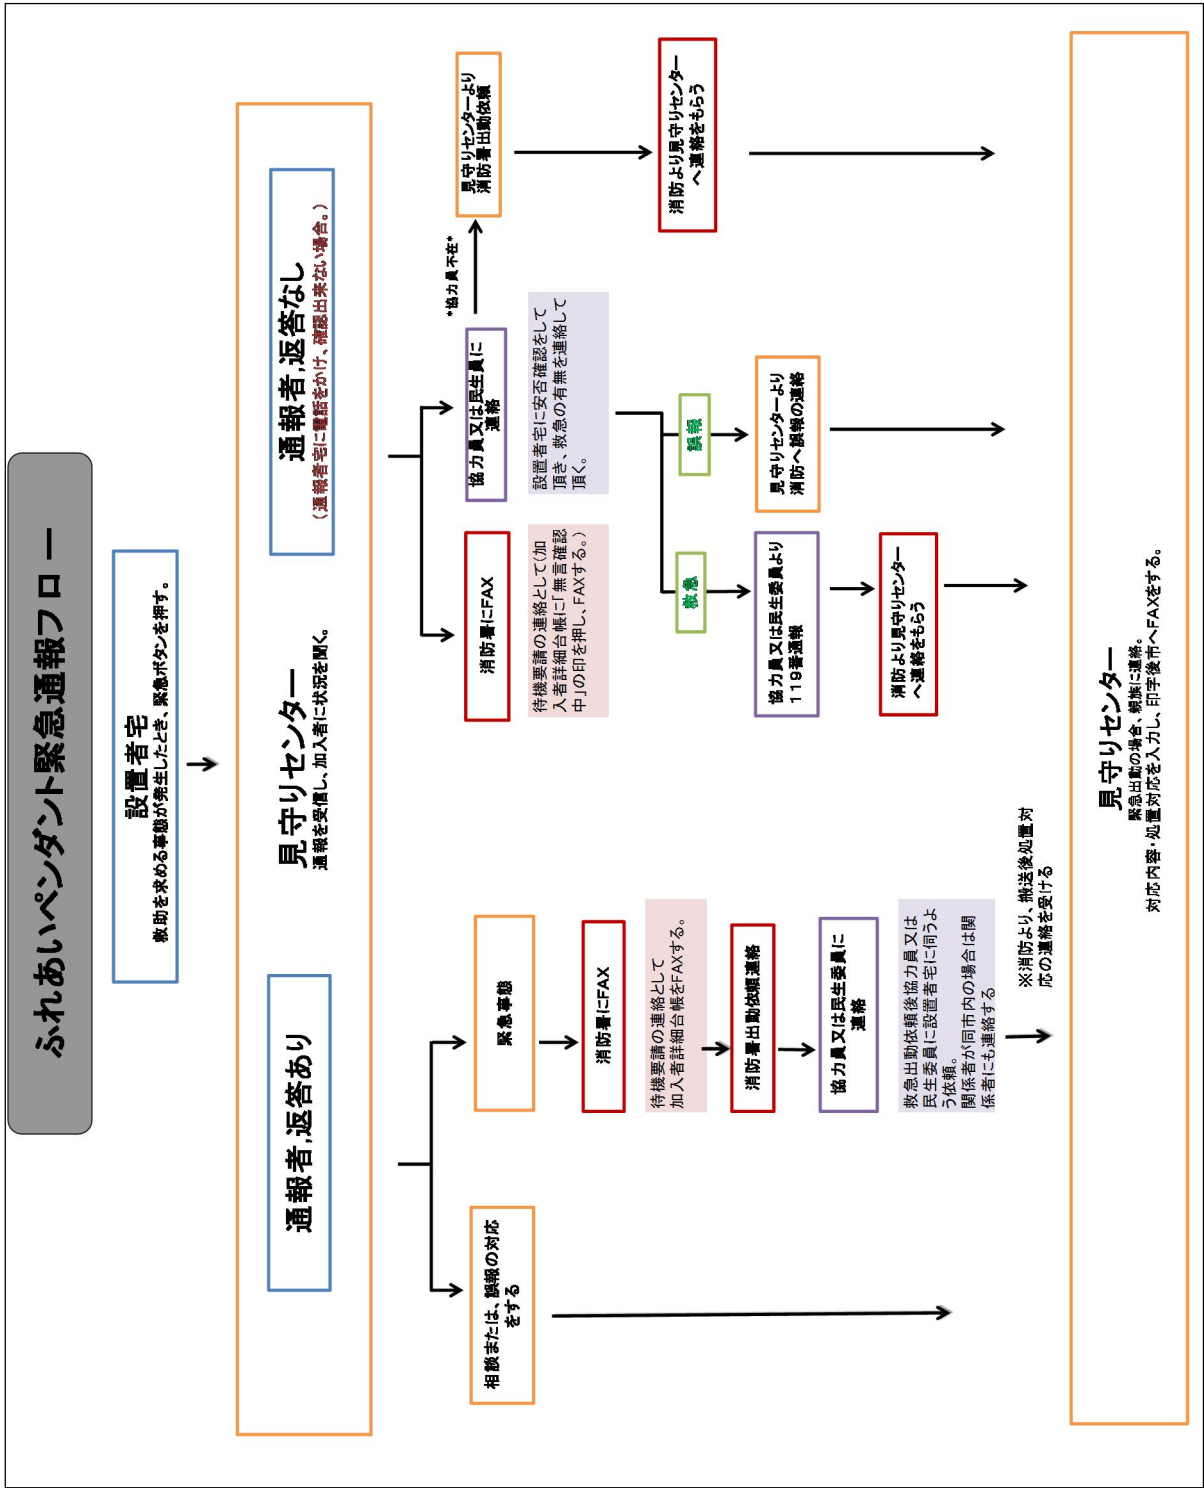 ふれあいペンダント緊急通報フロー
設置者宅
救助を求める事態が発生したとき、緊急ボタンを押す。
見守りセンター
通報を受信し、加入者に状況を聞く。
通報者,返答あり
通報者,返答なし
(通報者宅に電話をかけ、確認出来ない場合。)
相談または、誤報の対応
をする
緊急事態
消防署にFAX
待機要請の連絡として
加入者詳細台帳をFAXする。
消防署出動依頼連絡
協力員又は民生委員に
連絡
救急出動依頼後協力員又は
民生委員に設置者宅に伺うよ
う依頼。
関係者が同市内の場合は関
係者にも連絡する
※消防より、搬送後処置対
応の連絡を受ける
消防署にFAX
待機要請の連絡として(加
入者詳細台帳に「無言確認
中」の印を押し、FAXする。)
協力員又は民生員に
連絡
設置者宅に安否確認をして
頂き、救急の有無を連絡して
頂く。
救急
協力員又は民生委員より
119番通報
消防より見守りセンター
へ連絡をもらう
誤報
見守りセンターより
消防へ誤報の連絡
*協力員不在*
見守りセンターより
消防署出動依頼
消防より見守りセンター
へ連絡をもらう
見守りセンター
緊急出動の場合、親族に連絡。
対応内容・処置対応を入力し、印字後市へFAXをする。